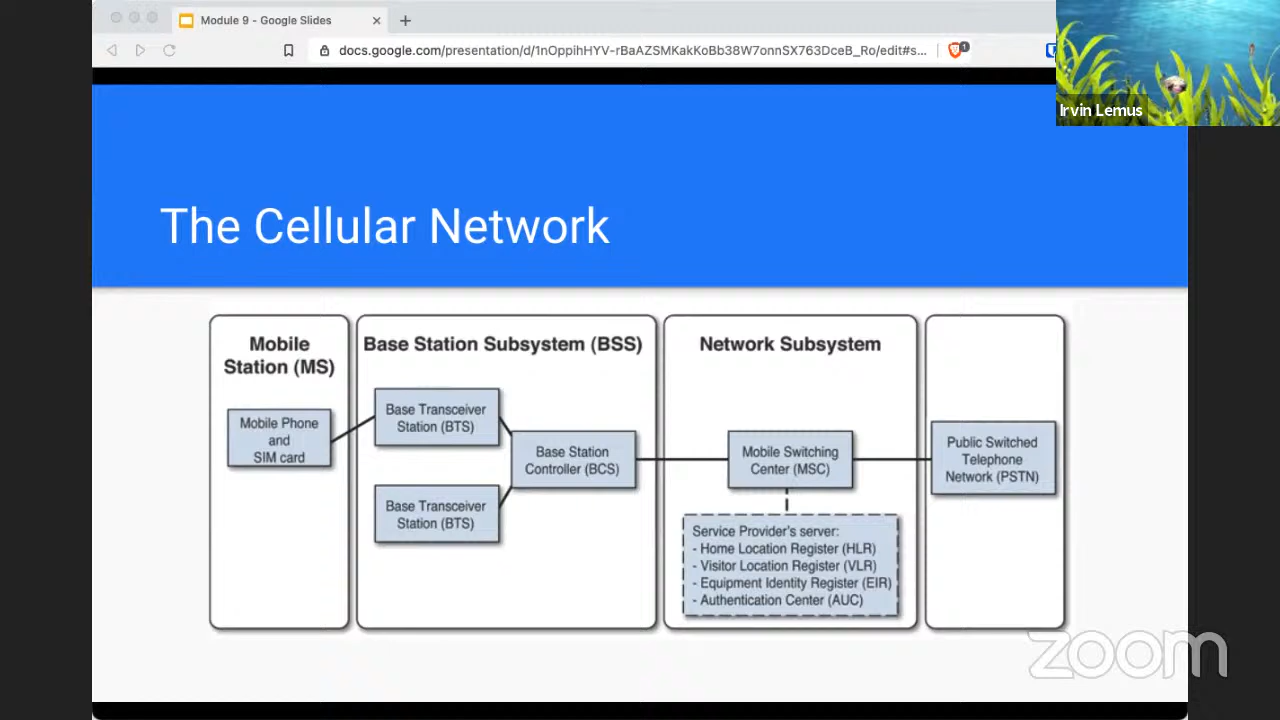 Module 9 - Google Slides
docs.google.com/presentation/d/1nOppihHYV-rBaAZSMKakKoBb38W7onnSX763DceB_Ro/edit#s...
1
Irvin Lemus
The Cellular Network
Mobile
Station (MS)
Mobile Phone
and
SIM card
Base Station Subsystem (BSS)
Base Transceiver
Station (BTS)
Base Transceiver
Station (BTS)
Base Station
Controller (BCS)
Network Subsystem
Mobile Switching
Center (MSC)
Service Provider's server:
- Home Location Register (HLR)
- Visitor Location Register (VLR)
- Equipment Identity Register (EIR)
- Authentication Center (AUC)
Public Switched
Telephone
Network (PSTN)
zoom